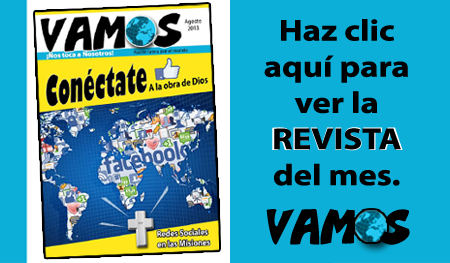 VAMOS
Agosto
2013
¡Nos toca a Nosotros!
Conéctate
A la obra de Dios
facebook
Redes Sociales
en las Misiones
Haz clic
aquí para
ver la
REVISTA
del mes.
VAMOS